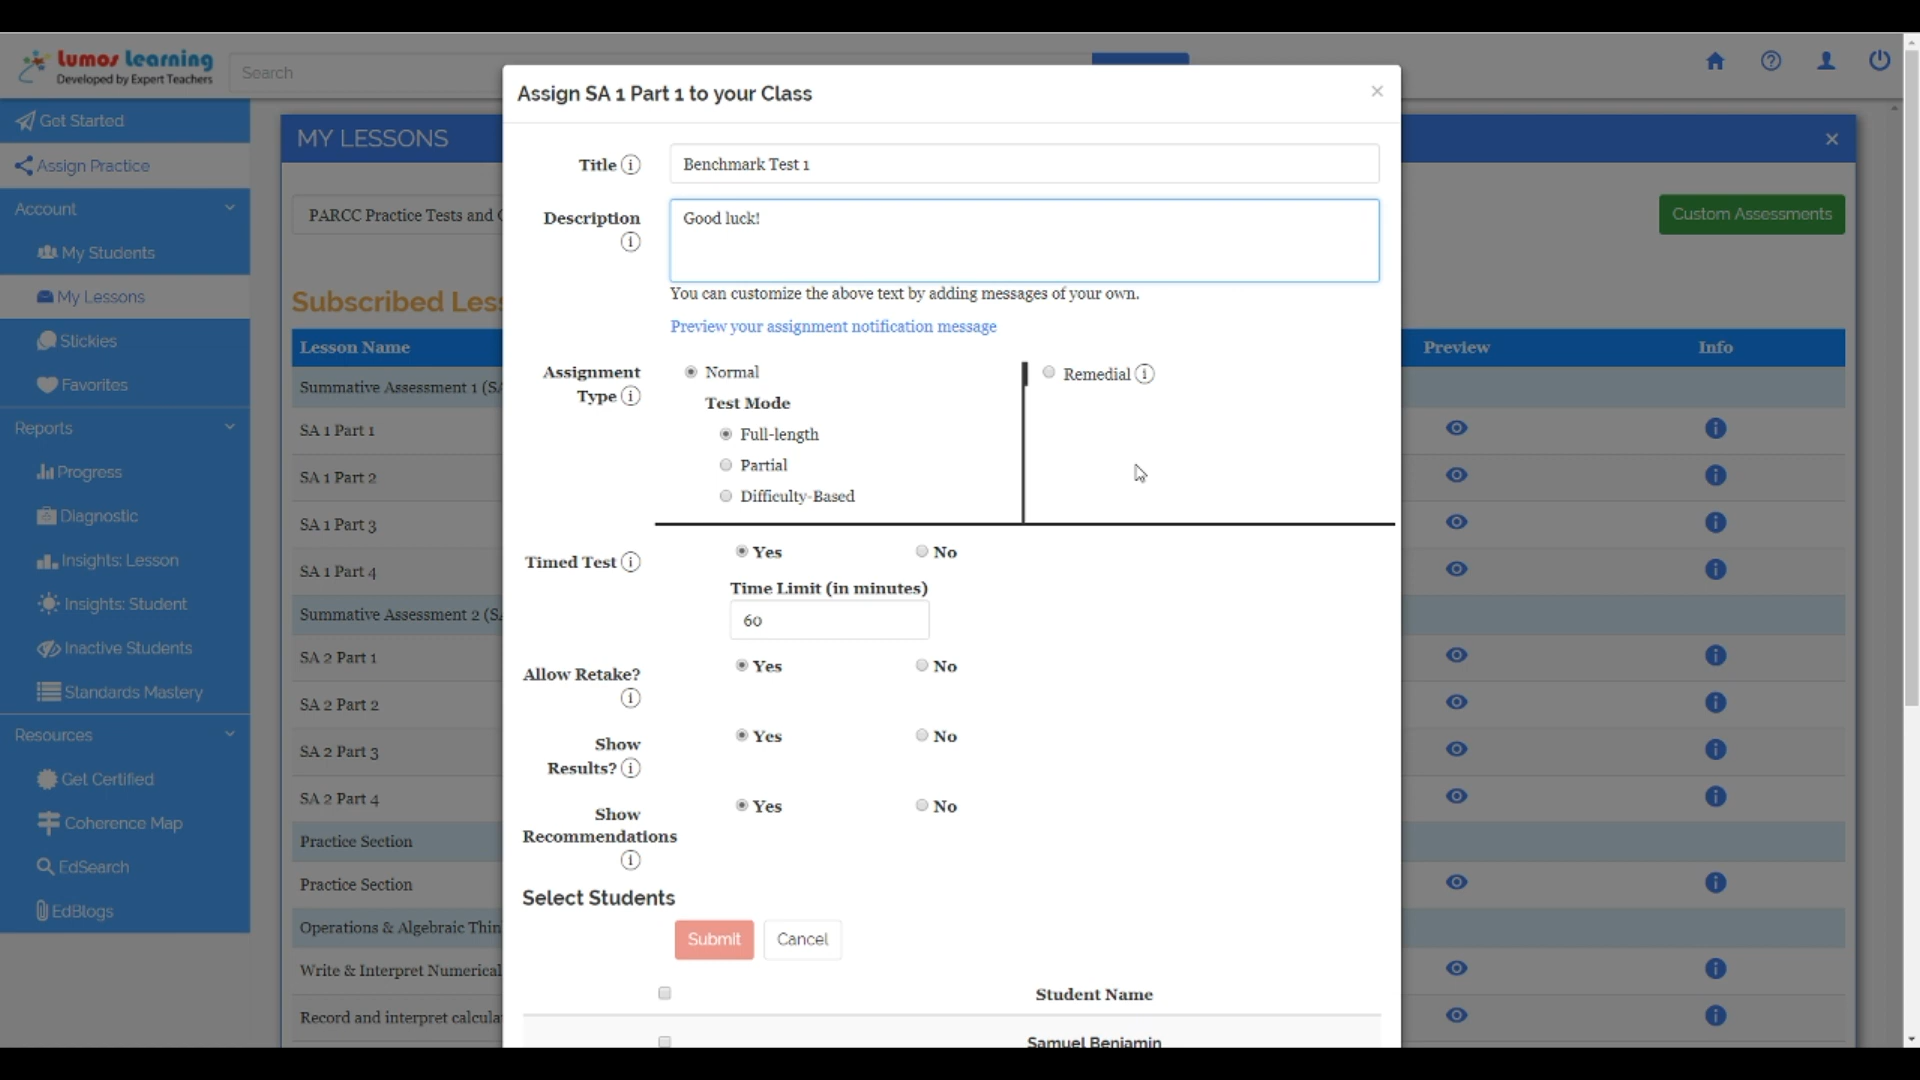 Lumos Learning
Developed by Expert Teachers
Search
Get Started
Assign Practice
Account
My Students
My Lessons
Stickies
Favorites
Reports
Progress
Diagnostic
Insights: Lesson
Insights: Student
Inactive Students
Standards Mastery
Resources
Get Certified
Coherence Map
EdSearch
EdBlogs
MY LESSONS
PARCC Practice Tests and
Custom Assessments
Subscribed
Lesson Name
Preview
Info
Summative Assessment 1
SA 1 Part 1
SA 1 Part 2
SA 1 Part 3
SA 1 Part 4
Summative Assessment 2
SA 2 Part 1
SA 2 Part 2
SA 2 Part 3
SA 2 Part 4
Practice Section
Practice Section
Operations & Algebraic
Write & Interpret Numerical
Record and interpret
Assign SA 1 Part 1 to your Class
×
Title
Benchmark Test 1
Description
Good luck!
You can customize the above text by adding messages of your own.
Preview your assignment notification message
Assignment
Type
Normal
Remedial
Test Mode
Full-length
Partial
Difficulty-Based
Timed Test
Yes
No
Time Limit (in minutes)
60
Allow Retake?
Yes
No
Show
Results?
Yes
No
Show
Recommendations
Yes
No
Select Students
Submit
Cancel
Student Name
Samuel Benjamin